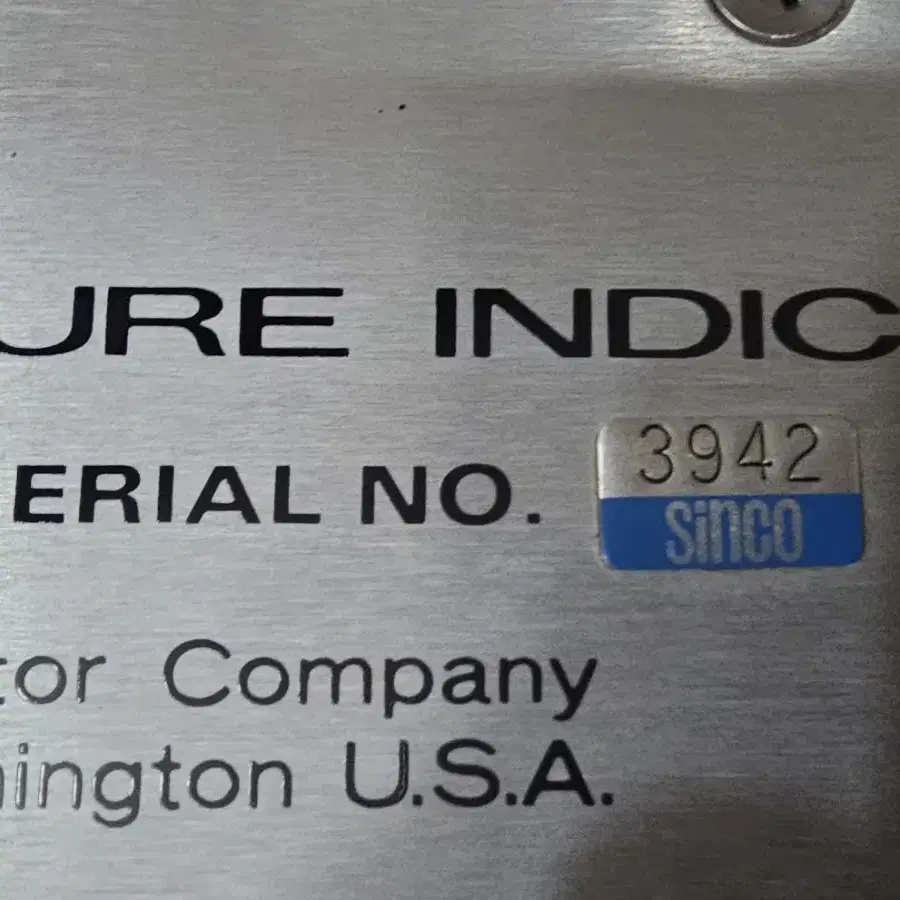 URE INDIC
ERIAL NO. 3942
sinco
tor Company
hington U.S.A.